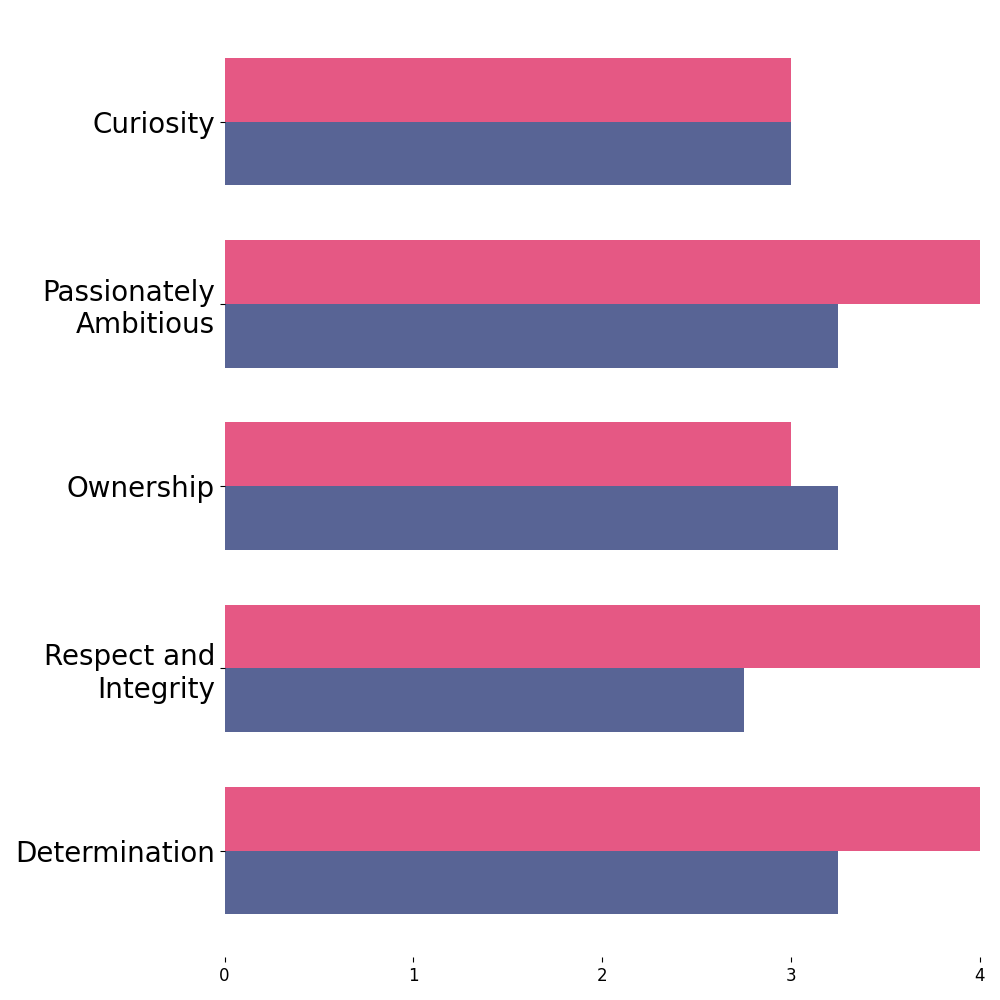 Curiosity
Passionately
Ambitious
Ownership
Respect and
Integrity
Determination
0 1 2 3 4